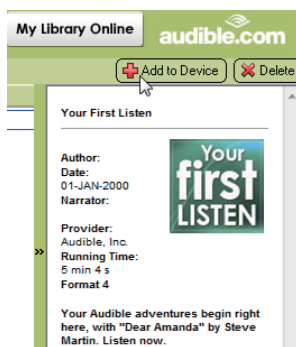 My Library Online
audible.com
Add to Device
Delete
Your First Listen
Author:
Date:
01-JAN-2000
Narrator:
Provider:
Audible, Inc.
Running Time:
5 min 4 s
Format 4
Your
first
LISTEN
»
Your Audible adventures begin right
here, with "Dear Amanda" by Steve
Martin. Listen now.